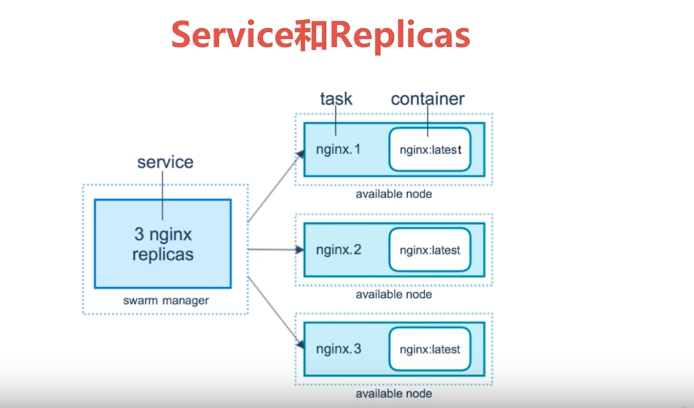 Service和Replicas
task
container
nginx.1
nginx:latest
available node
service
3 nginx
replicas
swarm manager
nginx.2
nginx:latest
available node
nginx.3
nginx:latest
available node